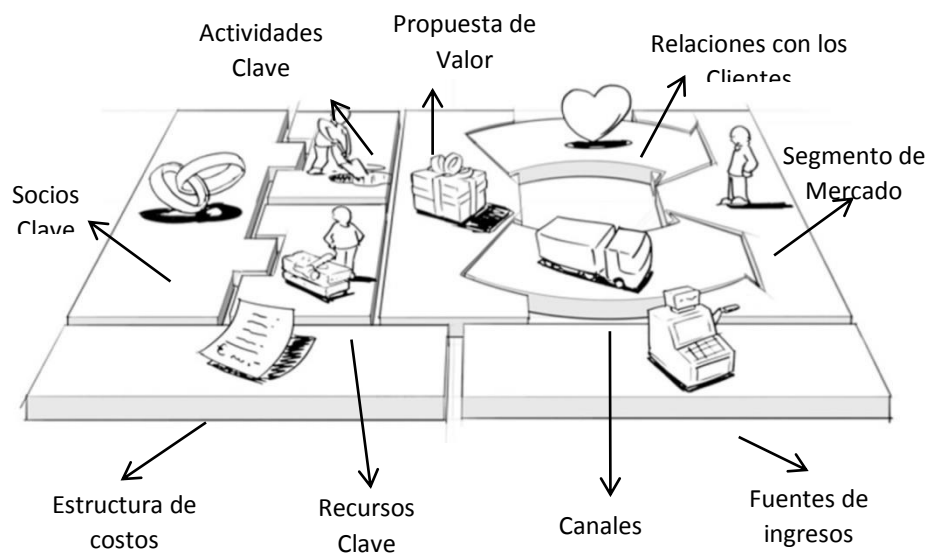 Actividades
Clave
Propuesta de
Valor
Relaciones con los
Clientes
Segmento de
Mercado
Socios
Clave
Estructura de
costos
Recursos
Clave
Canales
Fuentes de
ingresos